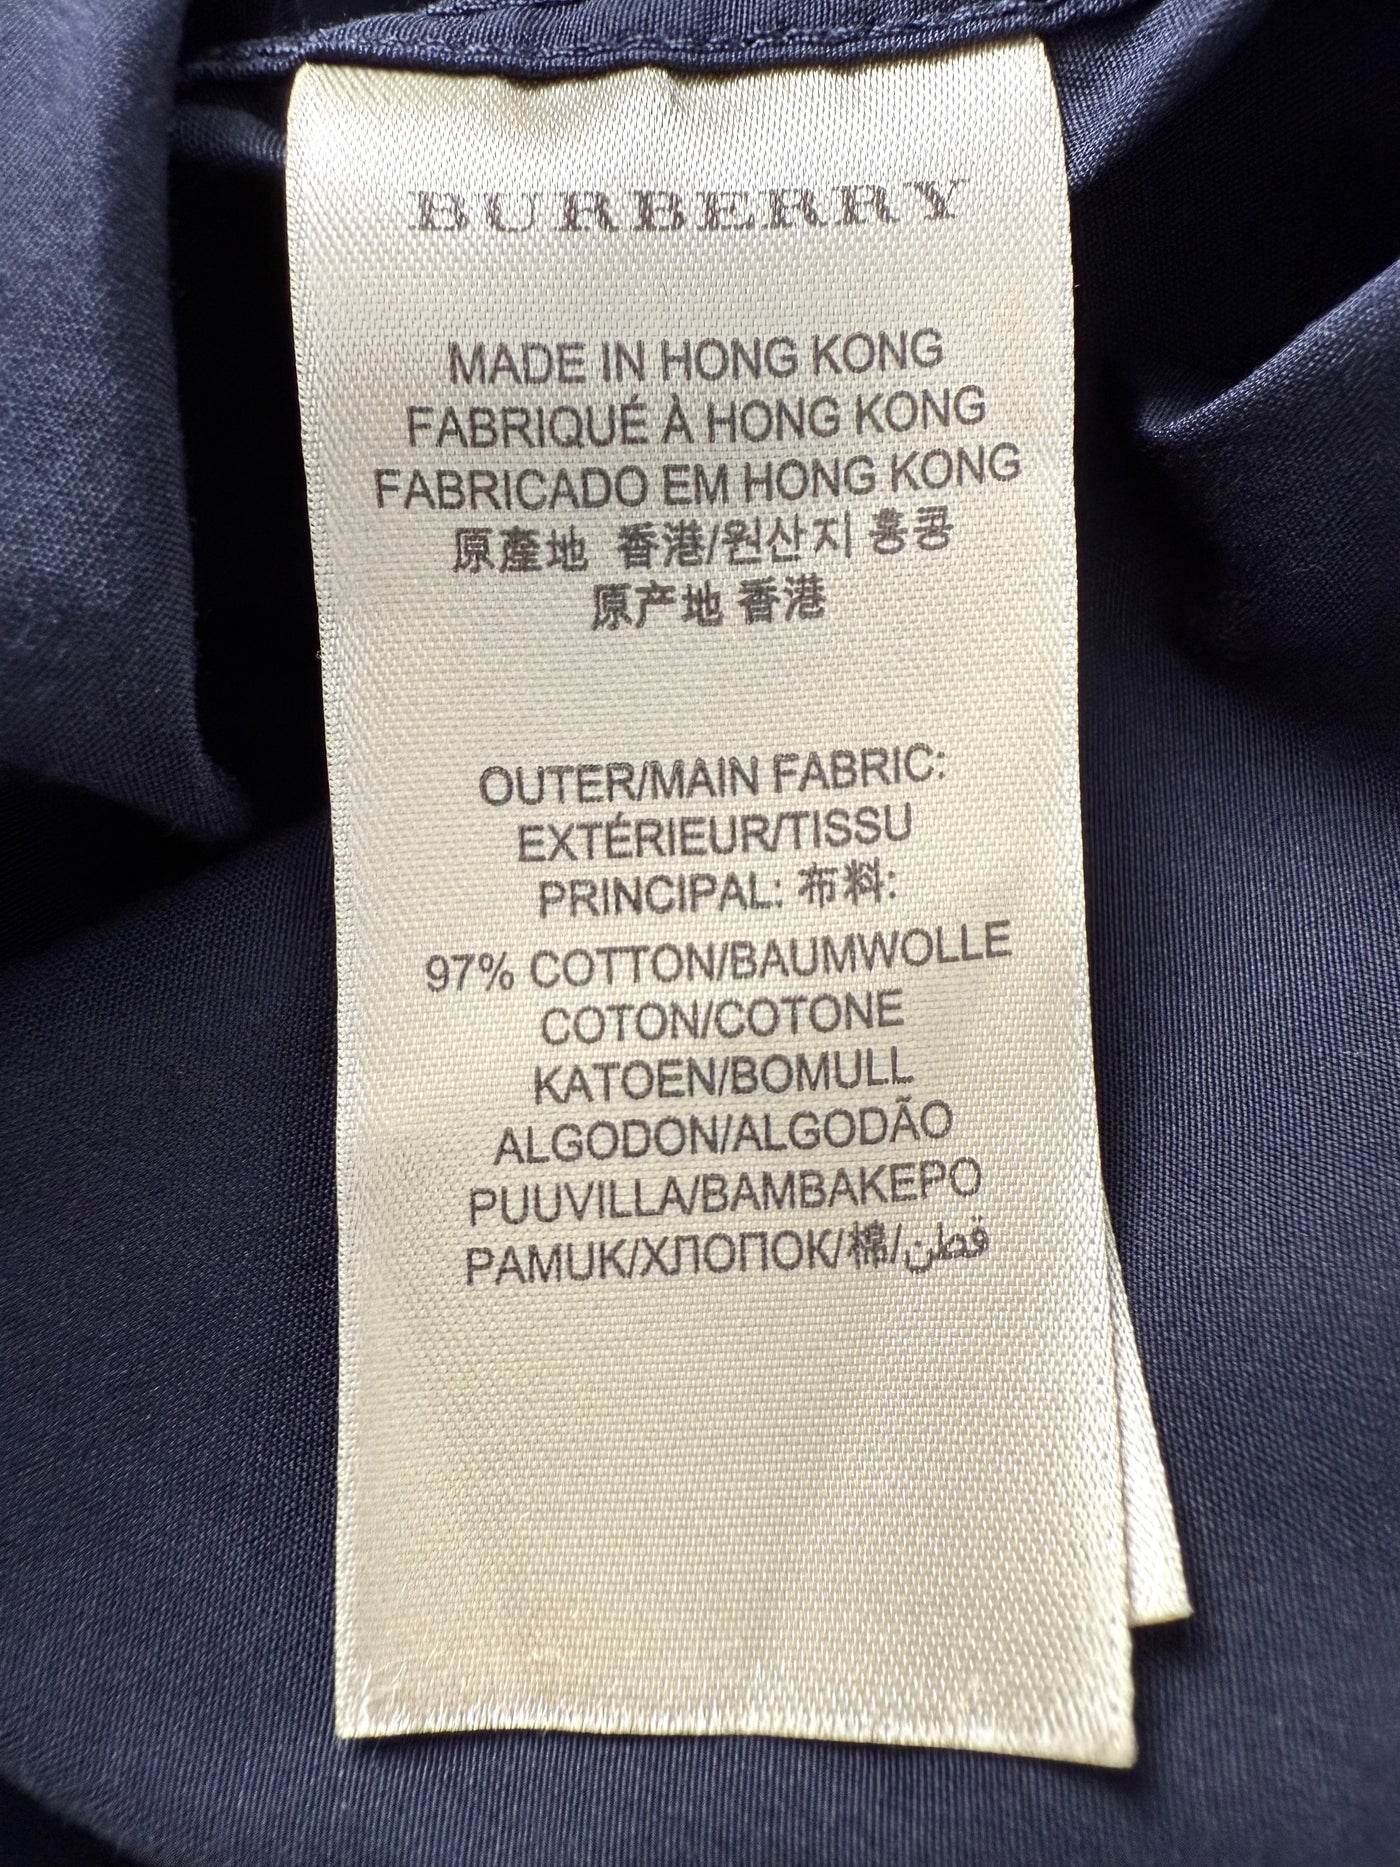 BURBERRY
MADE IN HONG KONG
FABRIQUÉ À HONG KONG
FABRICADO EM HONG KONG
原產地 香港/원산지 홍콩
原产地 香港
OUTER/MAIN FABRIC:
EXTÉRIEUR/TISSU
PRINCIPAL: 布料:
97% COTTON/BAUMWOLLE
COTON/COTONE
KATOEN/BOMULL
ALGODON/ALGODÃO
PUUVILLA/ΒΑΜΒΑΚΕΡΟ
PAMUK/ХЛОПОК/棉/قطن